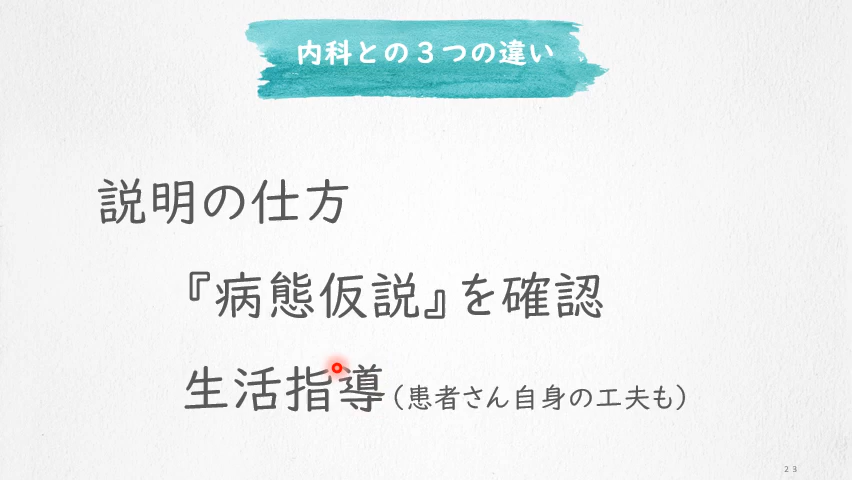 内科との３つの違い
説明の仕方
『病態仮説』を確認
生活指導（患者さん自身の工夫も）
23